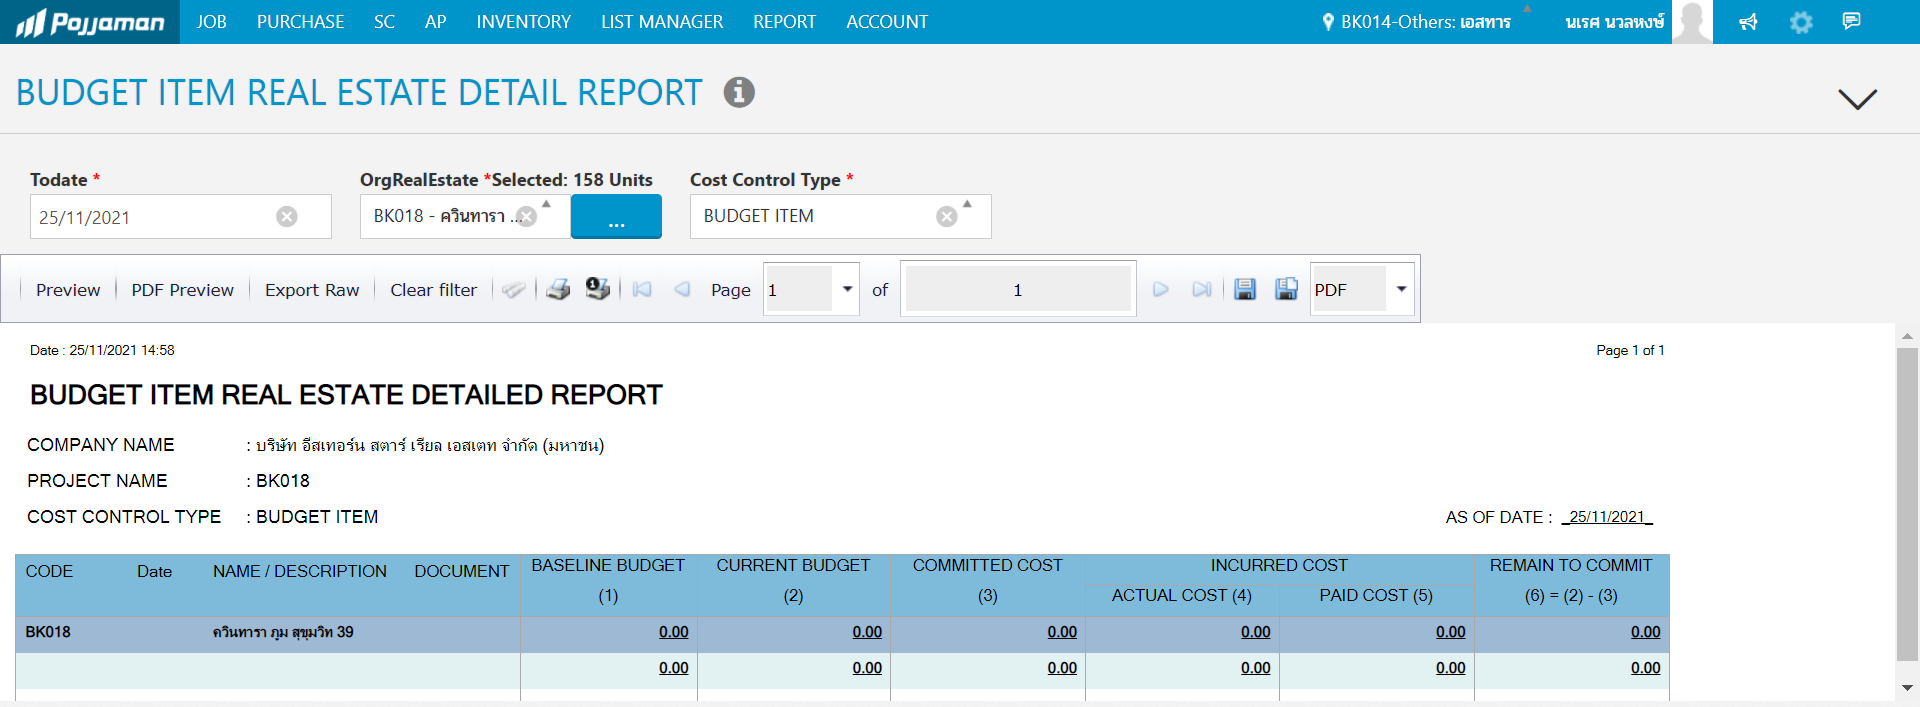 Pojjaman JOB PURCHASE SC AP INVENTORY LIST MANAGER REPORT ACCOUNT BK014-Others: เอสทาร นเรศ นวลหงษ์
BUDGET ITEM REAL ESTATE DETAIL REPORT
Todate * OrgRealEstate *Selected: 158 Units Cost Control Type *
25/11/2021 BK018 - ควินทารา ... ... BUDGET ITEM
Preview PDF Preview Export Raw Clear filter Page 1 of 1 PDF
Date : 25/11/2021 14:58 Page 1 of 1
BUDGET ITEM REAL ESTATE DETAILED REPORT
COMPANY NAME : บริษัท อีสเทอร์น สตาร์ เรียล เอสเตท จำกัด (มหาชน)
PROJECT NAME : BK018
COST CONTROL TYPE : BUDGET ITEM AS OF DATE : _25/11/2021_
CODE Date NAME / DESCRIPTION DOCUMENT BASELINE BUDGET CURRENT BUDGET COMMITTED COST INCURRED COST REMAIN TO COMMIT
(1) (2) (3) ACTUAL COST (4) PAID COST (5) (6) = (2) - (3)
BK018 ควินทารา ภูม สุขุมวิท 39 0.00 0.00 0.00 0.00 0.00 0.00
0.00 0.00 0.00 0.00 0.00 0.00